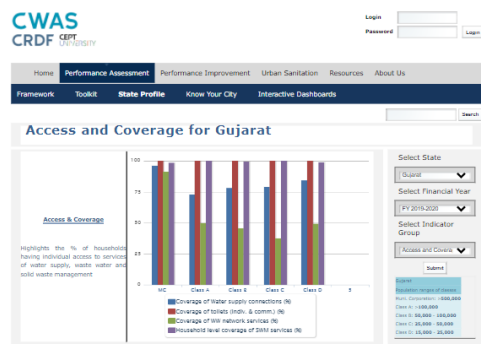 CWAS
CRDF CEPT UNIVERSITY
Login
Password
Login
Home Performance Assessment Performance Improvement Urban Sanitation Resources About Us
Framework Toolkit State Profile Know Your City Interactive Dashboards
Search
Access and Coverage for Gujarat
Access & Coverage
Highlights the % of households
having individual access to services
of water supply, waste water and
solid waste management
100
75
50
25
0
MC Class A Class B Class C Class D S
Coverage of Water supply connections (%)
Coverage of toilets (indiv. & comm.) (%)
Coverage of WW network services (%)
Household level coverage of SWM services (%)
Select State
Gujarat
Select Financial Year
FY 2019-2020
Select Indicator
Group
Access and Covera
Submit
Gujarat
Population ranges of classes
Muni. Corporation: >300,000
Class A: >100,000
Class B: 50,000 - 100,000
Class C: 25,000 - 50,000
Class D: 15,000 - 25,000